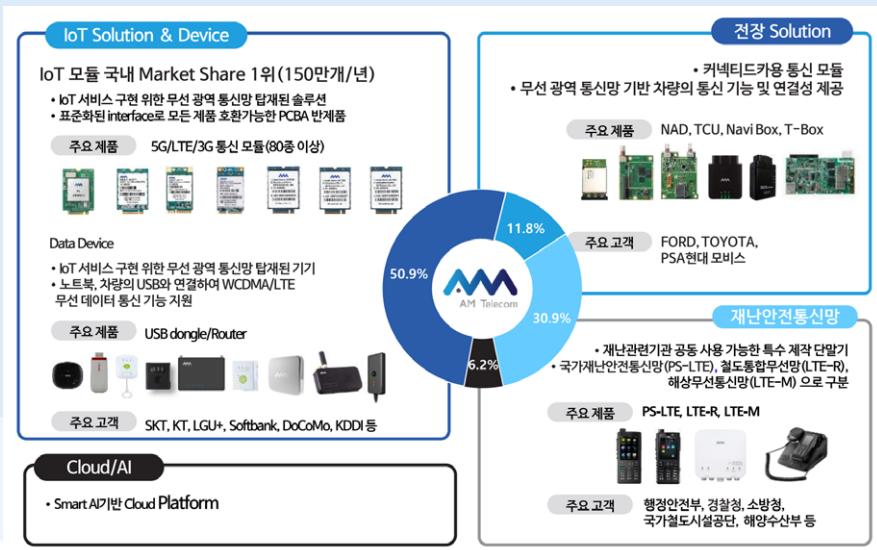 IoT Solution & Device
IoT 모듈 국내 Market Share 1위(150만개/년)
• IoT 서비스 구현 위한 무선 광역 통신망 탑재된 솔루션
• 표준화된 interface로 모든 제품 호환가능한 PCBA 반제품
주요 제품 5G/LTE/3G 통신 모듈(80종 이상)
Data Device
• IoT 서비스 구현 위한 무선 광역 통신망 탑재된 기기
• 노트북, 차량의 USB와 연결하여 WCDMA/LTE
무선 데이터 통신 기능 지원
주요 제품 USB dongle/Router
주요 고객 SKT, KT, LGU+, Softbank, DoCoMo, KDDI 등
Cloud/AI
• Smart AI기반 Cloud Platform
50.9%
11.8%
30.9%
6.2%
AM Telecom
전장 Solution
• 커넥티드카용 통신 모듈
• 무선 광역 통신망 기반 차량의 통신 기능 및 연결성 제공
주요 제품 NAD, TCU, Navi Box, T-Box
주요 고객 FORD, TOYOTA,
PSA현대 모비스
재난안전통신망
• 재난관련기관 공동 사용 가능한 특수 제작 단말기
• 국가재난안전통신망(PS-LTE), 철도통합무선망(LTE-R),
해상무선통신망(LTE-M) 으로 구분
주요 제품 PS-LTE, LTE-R, LTE-M
주요 고객 행정안전부, 경찰청, 소방청,
국가철도시설공단, 해양수산부 등